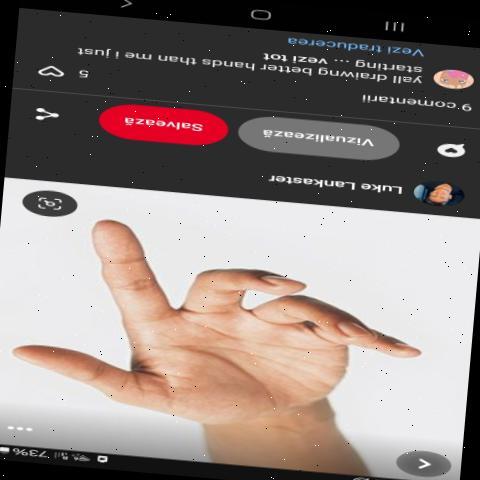 73%
Luke Lankaster
Vizualizează
Salvează
9 comentarii
yall draiwng better hands than me i just
starting ... vezi tot
5
Vezi traducerea